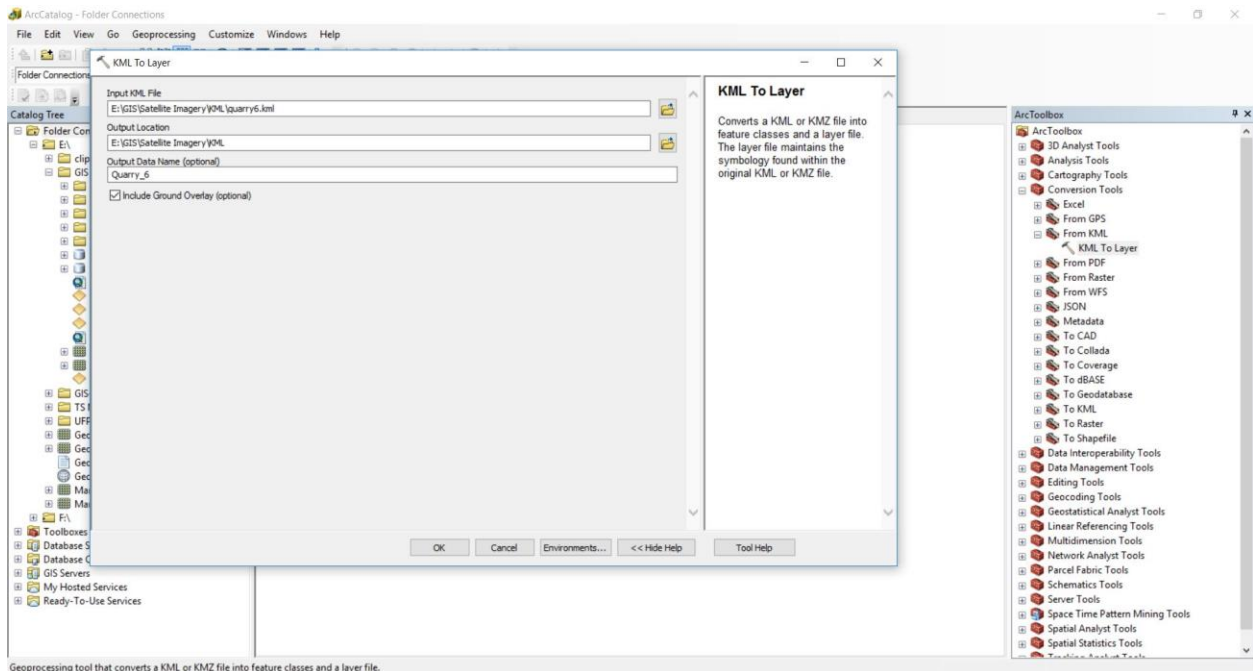 ArcCatalog - Folder Connections
File Edit View Go Geoprocessing Customize Windows Help
Folder Connections
Catalog Tree
Folder Con
E:\
clip
GIS
GIS
TS
UFP
Geo
Geo
Geo
Geo
Ma
Ma
F:\
Toolboxes
Database S
Database C
GIS Servers
My Hosted Services
Ready-To-Use Services
KML To Layer
Input KML File
E:\GIS\Satellite Imagery\KML\quarry6.kml
Output Location
E:\GIS\Satellite Imagery\KML
Output Data Name (optional)
Quarry_6
Include Ground Overlay (optional)
OK Cancel Environments... << Hide Help Tool Help
KML To Layer
Converts a KML or KMZ file into
feature classes and a layer file.
The layer file maintains the
symbology found within the
original KML or KMZ file.
ArcToolbox
ArcToolbox
3D Analyst Tools
Analysis Tools
Cartography Tools
Conversion Tools
Excel
From GPS
From KML
KML To Layer
From PDF
From Raster
From WFS
JSON
Metadata
To CAD
To Collada
To Coverage
To dBASE
To Geodatabase
To KML
To Raster
To Shapefile
Data Interoperability Tools
Data Management Tools
Editing Tools
Geocoding Tools
Geostatistical Analyst Tools
Linear Referencing Tools
Multidimension Tools
Network Analyst Tools
Parcel Fabric Tools
Schematics Tools
Server Tools
Space Time Pattern Mining Tools
Spatial Analyst Tools
Spatial Statistics Tools
Tracking Analyst Tools
Geoprocessing tool that converts a KML or KMZ file into feature classes and a layer file.